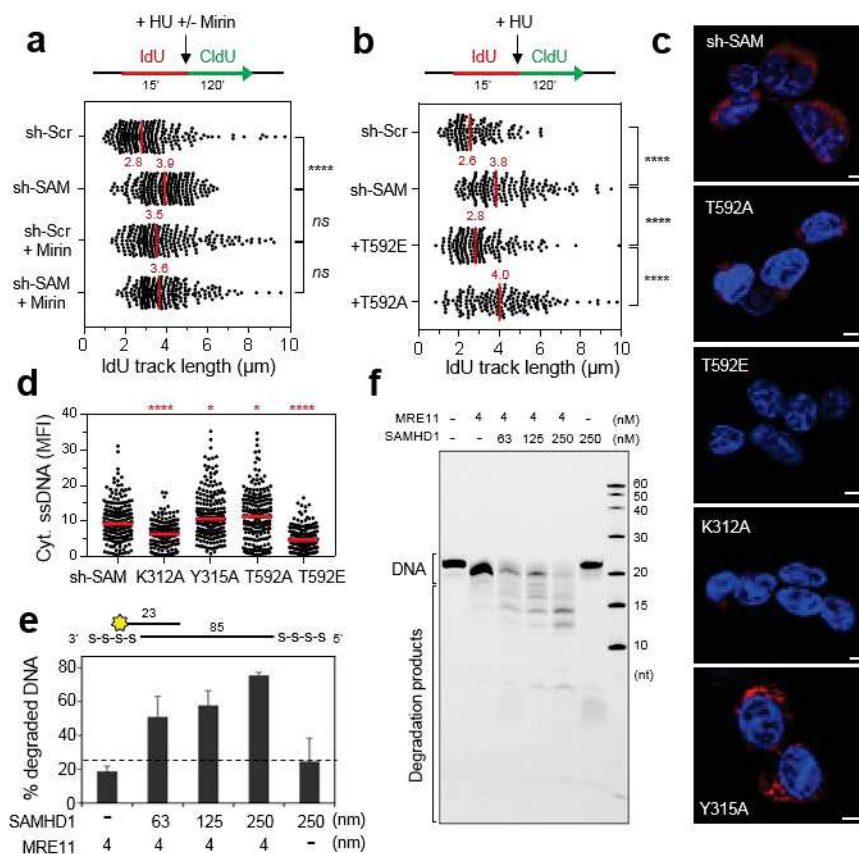 a
+ HU +/- Mirin
IdU
CldU
15'
120'
sh-Scr
sh-SAM
sh-Scr
+ Mirin
sh-SAM
+ Mirin
2.8
3.9
3.5
3.6
****
ns
ns
0 2 4 6 8 10
IdU track length (µm)
b
+ HU
IdU
CldU
15'
120'
sh-Scr
sh-SAM
+T592E
+T592A
2.6
3.8
2.8
4.0
****
****
****
0 2 4 6 8 10
IdU track length (µm)
c
sh-SAM
T592A
T592E
K312A
Y315A
d
Cyt. ssDNA (MFI)
40
30
20
10
0
**** * * ****
sh-SAM K312A Y315A T592A T592E
e
23
85
3' S-S-S-S
S-S-S-S 5'
% degraded DNA
80
60
40
20
0
SAMHD1 - 63 125 250 250 (nm)
MRE11 4 4 4 4 - (nM)
f
MRE11 - 4 4 4 4 - (nM)
SAMHD1 - - 63 125 250 250 (nM)
DNA
Degradation products
60
50
40
30
20
15
10
(nt)